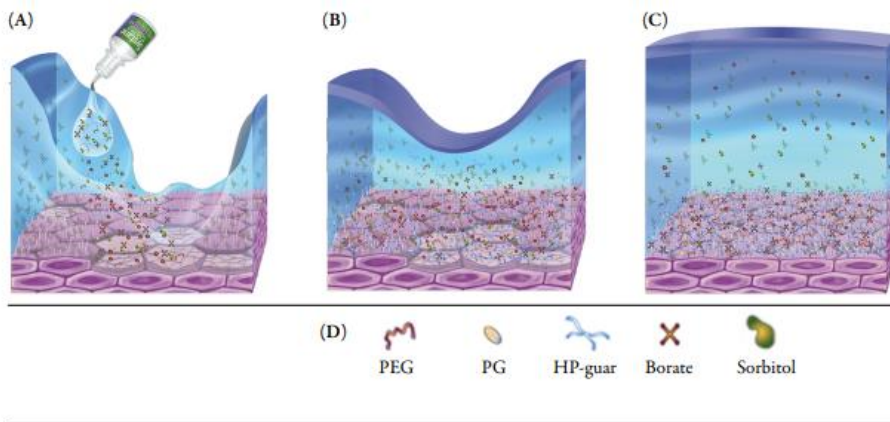 (A)
(B)
(C)
(D)
PEG
PG
HP-guar
Borate
Sorbitol